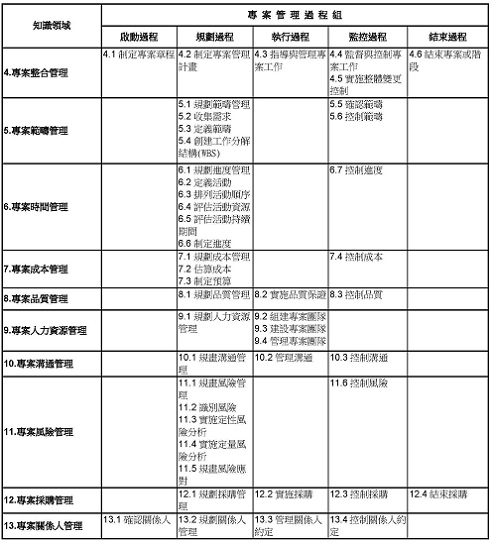 知識領域
專案管理過程組
啟動過程
規劃過程
執行過程
監控過程
結束過程
4.專案整合管理
4.1 制定專案章程
4.2 制定專案管理
計畫
4.3 指導與管理專
案工作
4.4 監督與控制專
案工作
4.5 實施整體變更
控制
4.6 結束專案或階
段
5.專案範疇管理
5.1 規劃範疇管理
5.2 收集需求
5.3 定義範疇
5.4 創建工作分解
結構(WBS)
5.5 確認範疇
5.6 控制範疇
6.專案時間管理
6.1 規劃進度管理
6.2 定義活動
6.3 排列活動順序
6.4 評估活動資源
6.5 評估活動持續
期間
6.6 制定進度
6.7 控制進度
7.專案成本管理
7.1 規劃成本管理
7.2 估算成本
7.3 制定預算
7.4 控制成本
8.專案品質管理
8.1 規劃品質管理
8.2 實施品質保證
8.3 控制品質
9.專案人力資源管理
9.1 規劃人力資源
管理
9.2 組建專案團隊
9.3 建設專案團隊
9.4 管理專案團隊
10.專案溝通管理
10.1 規畫溝通管
理
10.2 管理溝通
10.3 控制溝通
11.專案風險管理
11.1 規畫風險管
理
11.2 識別風險
11.3 實施定性風
險分析
11.4 實施定量風
險分析
11.5 規畫風險應
對
11.6 控制風險
12.專案採購管理
12.1 規劃採購管
理
12.2 實施採購
12.3 控制採購
12.4 結束採購
13.專案關係人管理
13.1 確認關係人
13.2 規劃關係人
管理
13.3 管理關係人
約定
13.4 控制關係人約
定